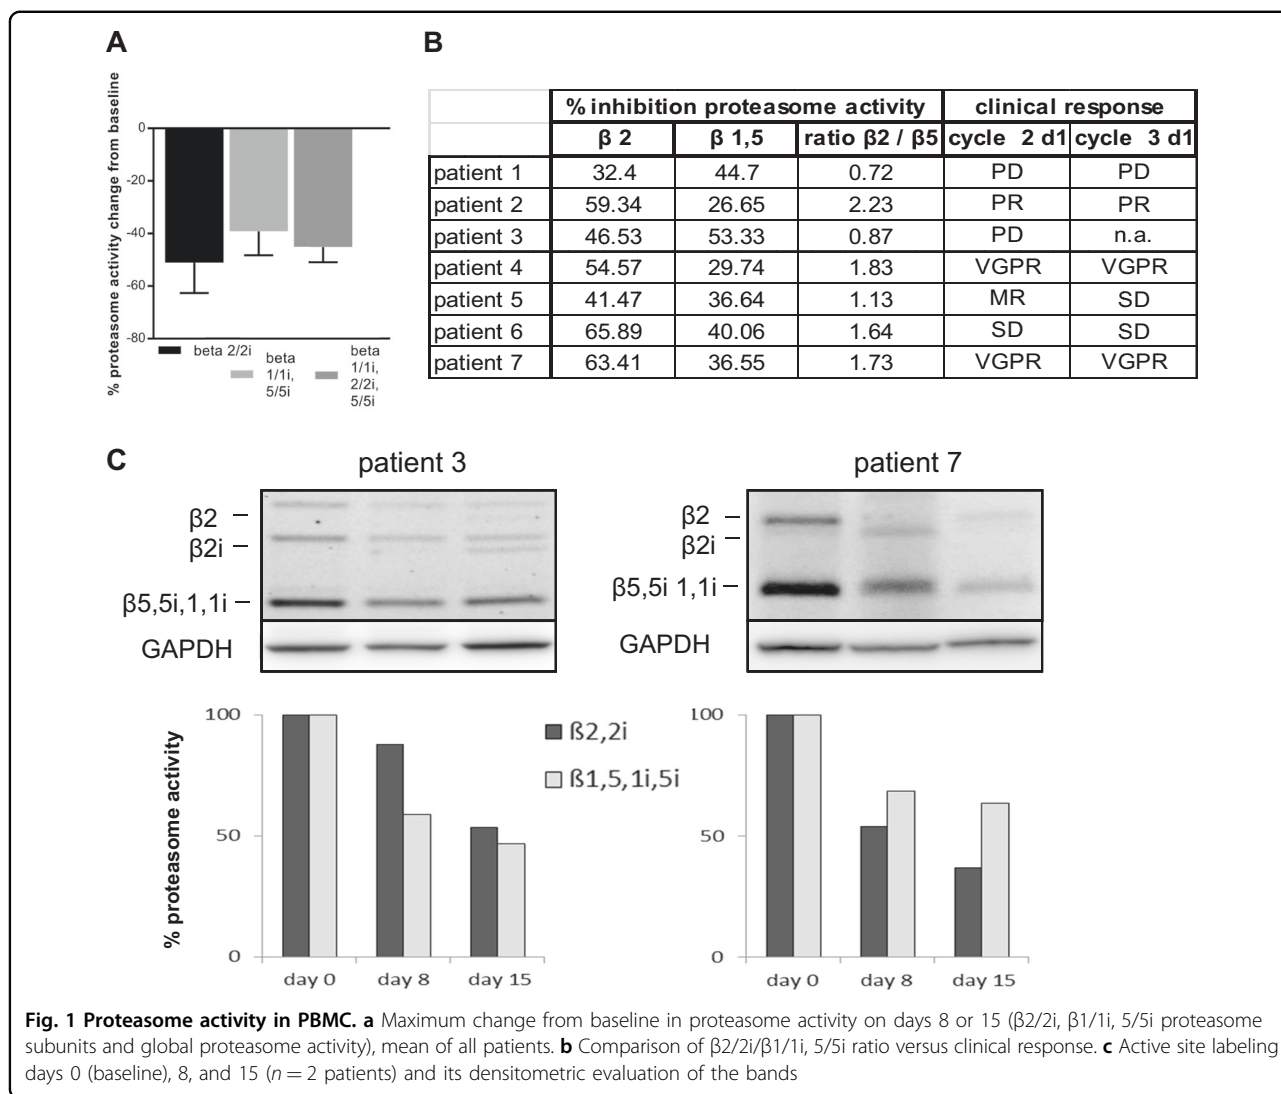 A
% proteasome activity change from baseline
0
-20
-40
-60
-80
beta 2/2i
beta 1/1i, 5/5i
beta 1/1i, 2/2i, 5/5i
B
% inhibition proteasome activity clinical response
β 2 β 1,5 ratio β2 / β5 cycle 2 d1 cycle 3 d1
patient 1 32.4 44.7 0.72 PD PD
patient 2 59.34 26.65 2.23 PR PR
patient 3 46.53 53.33 0.87 PD n.a.
patient 4 54.57 29.74 1.83 VGPR VGPR
patient 5 41.47 36.64 1.13 MR SD
patient 6 65.89 40.06 1.64 SD SD
patient 7 63.41 36.55 1.73 VGPR VGPR
C
patient 3
β2
β2i
β5,5i,1,1i
GAPDH
patient 7
β2
β2i
β5,5i 1,1i
GAPDH
% proteasome activity
100
50
0
day 0 day 8 day 15
ß2,2i
ß1,5,1i,5i
100
50
0
day 0 day 8 day 15
Fig. 1 Proteasome activity in PBMC. a Maximum change from baseline in proteasome activity on days 8 or 15 (β2/2i, β1/1i, 5/5i proteasome
subunits and global proteasome activity), mean of all patients. b Comparison of β2/2i/β1/1i, 5/5i ratio versus clinical response. c Active site labeling
days 0 (baseline), 8, and 15 (n = 2 patients) and its densitometric evaluation of the bands